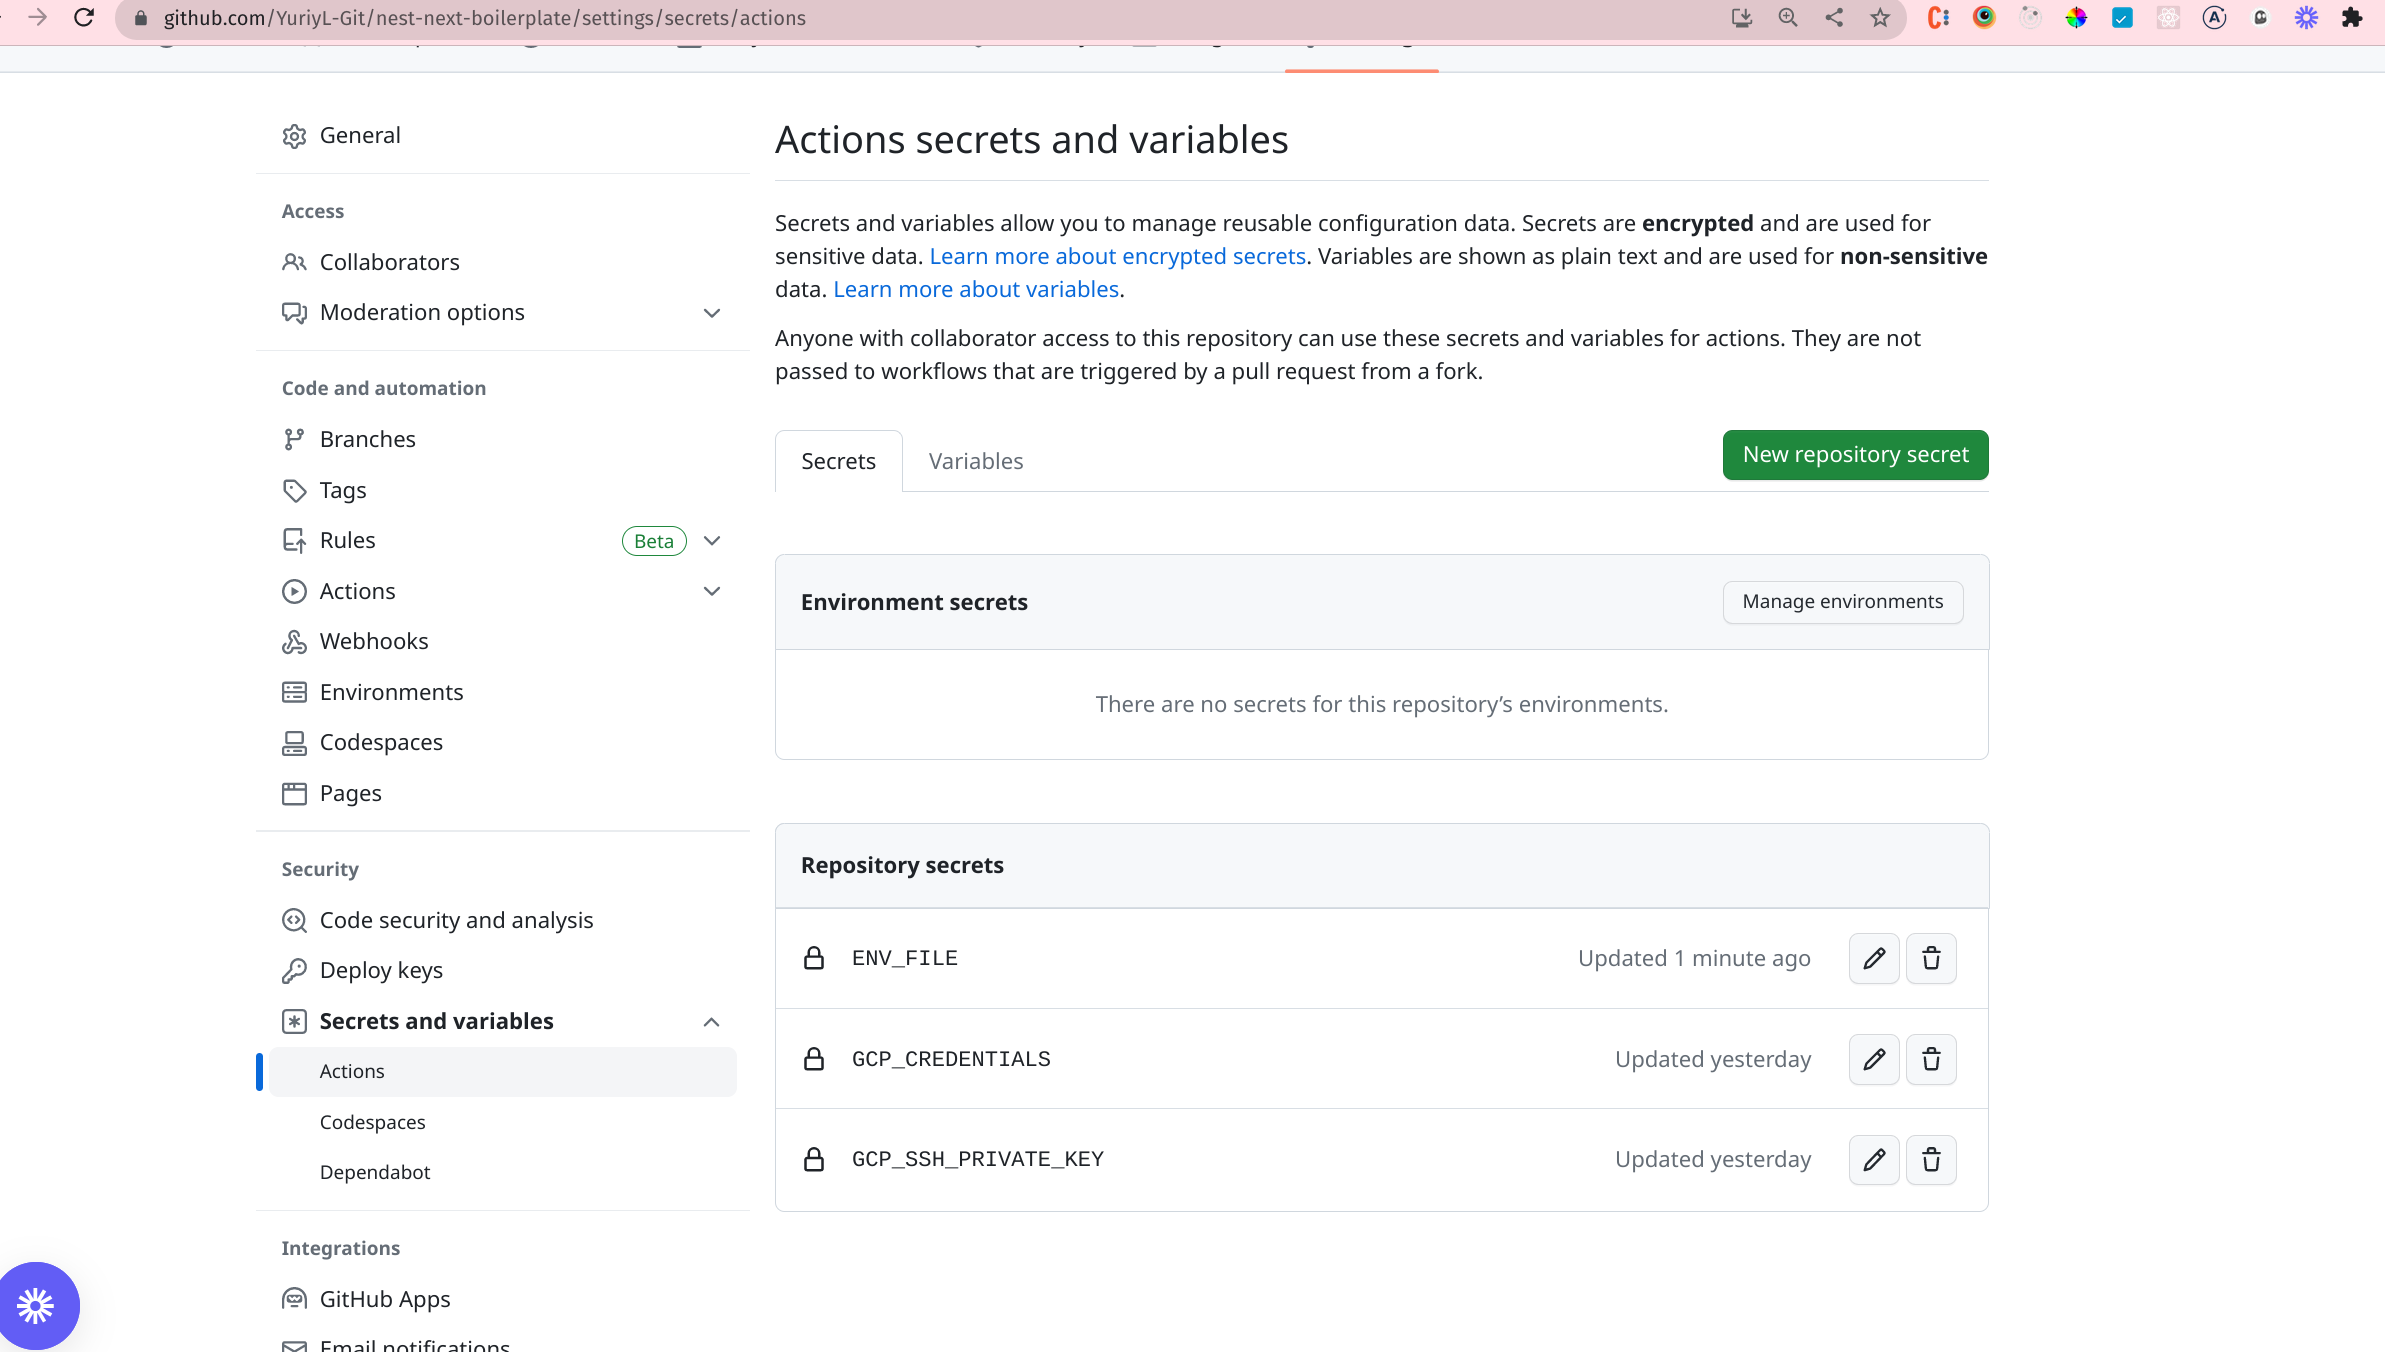 github.com/YuriyL-Git/nest-next-boilerplate/settings/secrets/actions
General
Access
Collaborators
Moderation options
Code and automation
Branches
Tags
Rules Beta
Actions
Webhooks
Environments
Codespaces
Pages
Security
Code security and analysis
Deploy keys
Secrets and variables
Actions
Codespaces
Dependabot
Integrations
GitHub Apps
Email notifications
Actions secrets and variables
Secrets and variables allow you to manage reusable configuration data. Secrets are encrypted and are used for
sensitive data. Learn more about encrypted secrets. Variables are shown as plain text and are used for non-sensitive
data. Learn more about variables.
Anyone with collaborator access to this repository can use these secrets and variables for actions. They are not
passed to workflows that are triggered by a pull request from a fork.
Secrets Variables New repository secret
Environment secrets Manage environments
There are no secrets for this repository’s environments.
Repository secrets
ENV_FILE Updated 1 minute ago
GCP_CREDENTIALS Updated yesterday
GCP_SSH_PRIVATE_KEY Updated yesterday